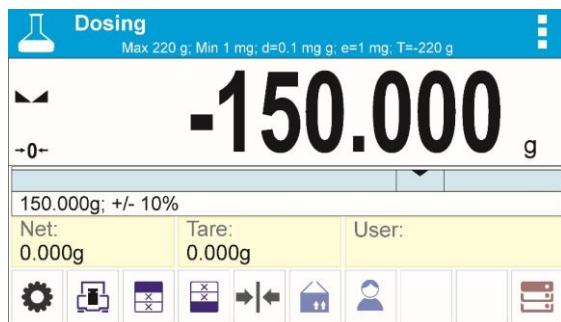 Dosing
Max 220 g; Min 1 mg; d=0.1 mg g; e=1 mg; T=-220 g
-150.000 g
→0←
150.000g; +/- 10%
Net: Tare: User:
0.000g 0.000g